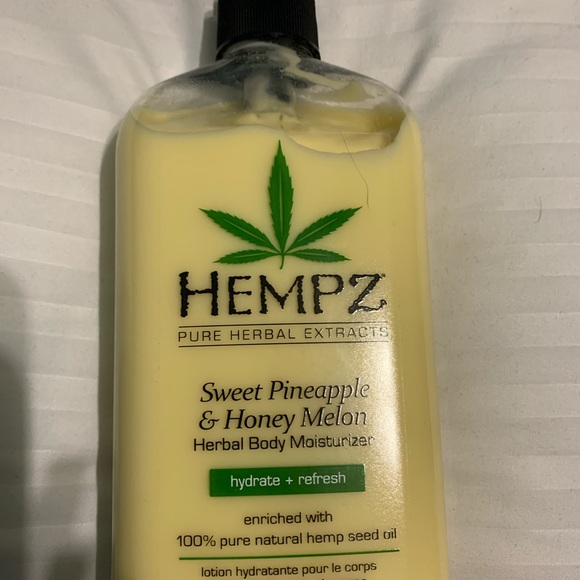 HEMPZ
PURE HERBAL EXTRACTS
Sweet Pineapple
& Honey Melon
Herbal Body Moisturizer
hydrate + refresh
enriched with
100% pure natural hemp seed oil
lotion hydratante pour le corps